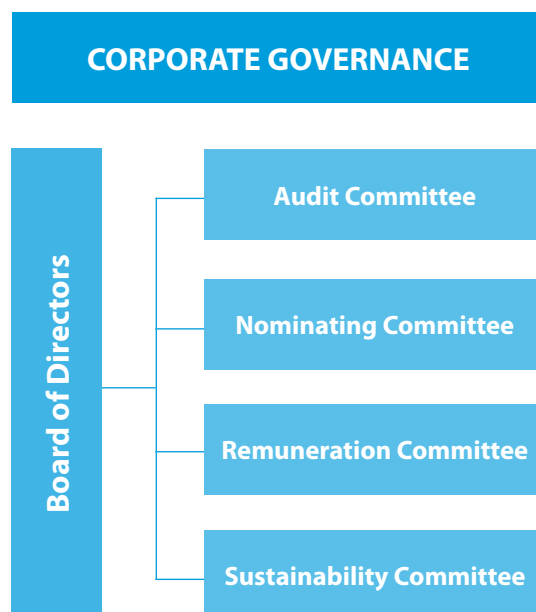 CORPORATE GOVERNANCE
Board of Directors
Audit Committee
Nominating Committee
Remuneration Committee
Sustainability Committee